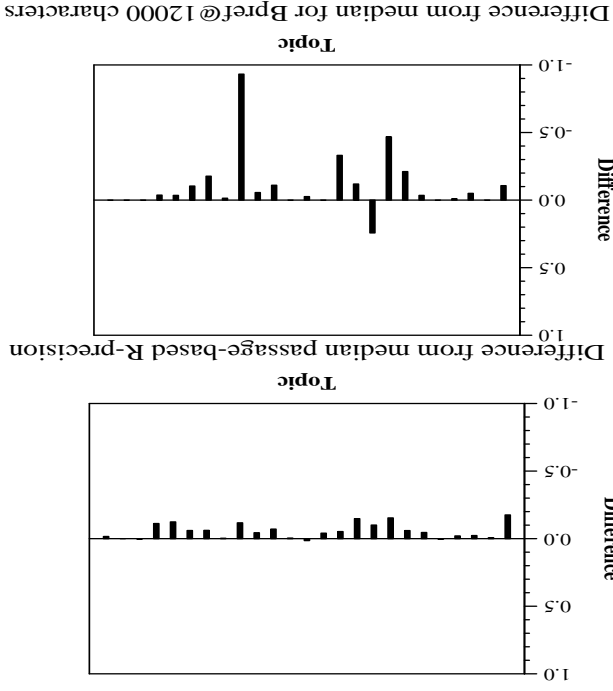 1.0
0.5
Difference
0.0
-0.5
-1.0
Topic
Difference from median passage-based R-precision
1.0
0.5
Difference
0.0
-0.5
-1.0
Topic
Difference from median for Bpref@12000 characters